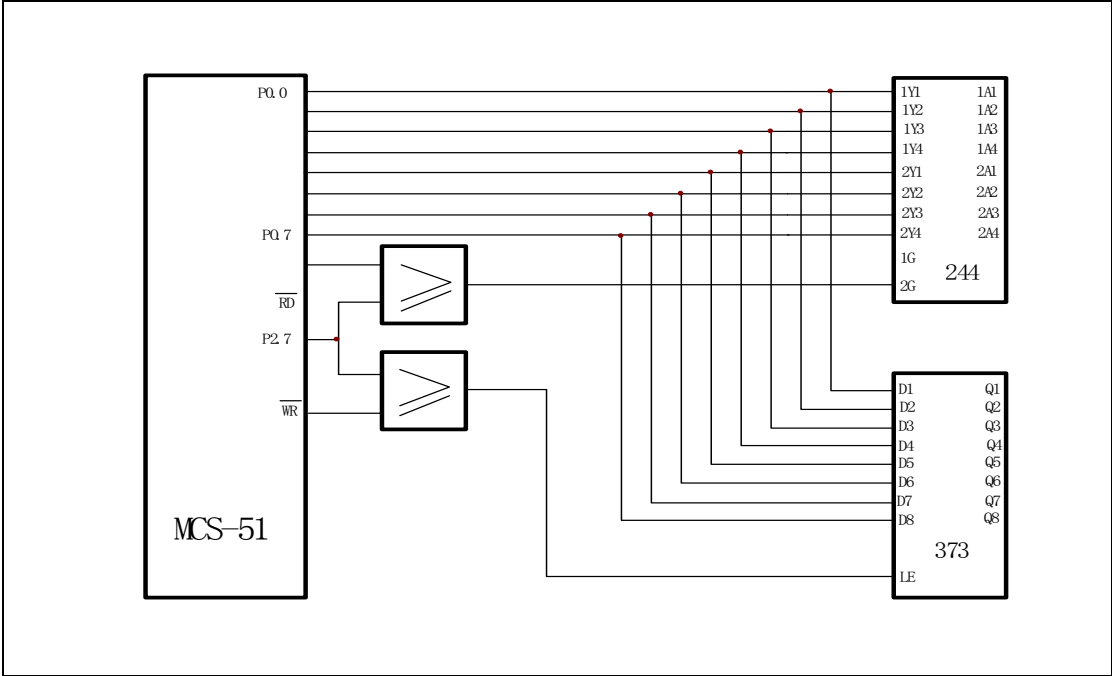 P0.0
P0.7
RD
P2.7
WR
MCS-51
1Y1 1A1
1Y2 1A2
1Y3 1A3
1Y4 1A4
2Y1 2A1
2Y2 2A2
2Y3 2A3
2Y4 2A4
1G
244
2G
D1 Q1
D2 Q2
D3 Q3
D4 Q4
D5 Q5
D6 Q6
D7 Q7
D8 Q8
373
LE